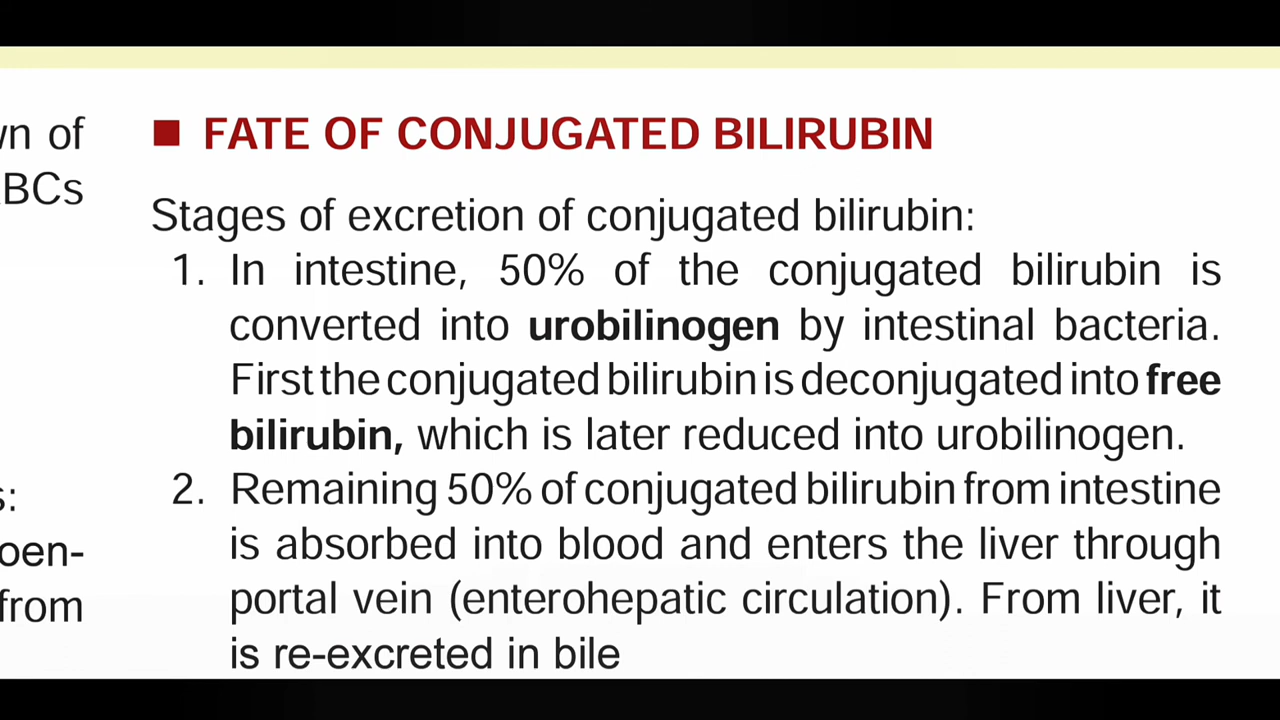 wn of
BCs
s:
oen-
from
■ FATE OF CONJUGATED BILIRUBIN
Stages of excretion of conjugated bilirubin:
1. In intestine, 50% of the conjugated bilirubin is
converted into urobilinogen by intestinal bacteria.
First the conjugated bilirubin is deconjugated into free
bilirubin, which is later reduced into urobilinogen.
2. Remaining 50% of conjugated bilirubin from intestine
is absorbed into blood and enters the liver through
portal vein (enterohepatic circulation). From liver, it
is re-excreted in bile